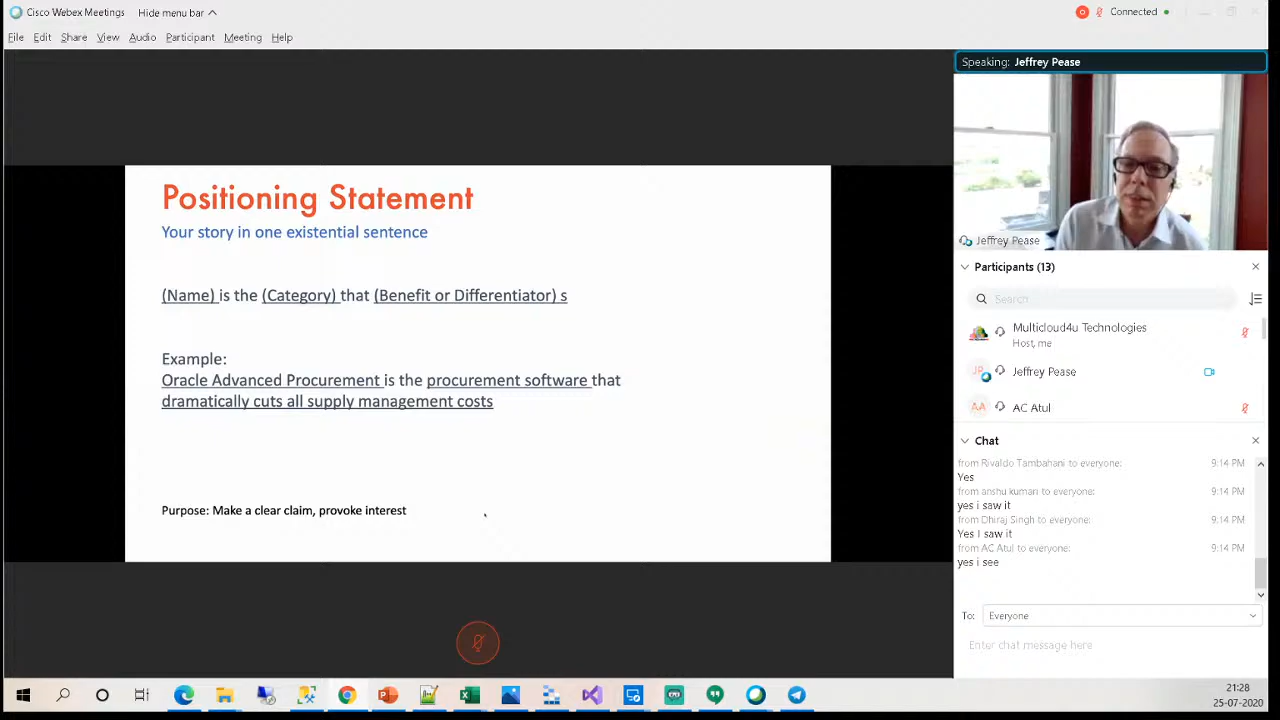 Cisco Webex Meetings Hide menu bar
Connected
File Edit Share View Audio Participant Meeting Help
Speaking: Jeffrey Pease
Positioning Statement
Your story in one existential sentence
(Name) is the (Category) that (Benefit or Differentiator) s
Example:
Oracle Advanced Procurement is the procurement software that
dramatically cuts all supply management costs
Purpose: Make a clear claim, provoke interest
Jeffrey Pease
Participants (13)
Search
Multicloud4u Technologies
Host, me
JP Jeffrey Pease
AA AC Atul
Chat
from Rivaldo Tambahani to everyone: 9:14 PM
Yes
from anshu kumari to everyone: 9:14 PM
yes i saw it
from Dhiraj Singh to everyone: 9:14 PM
Yes I saw it
from AC Atul to everyone: 9:14 PM
yes i see
To: Everyone
Enter chat message here
21:28
25-07-2020